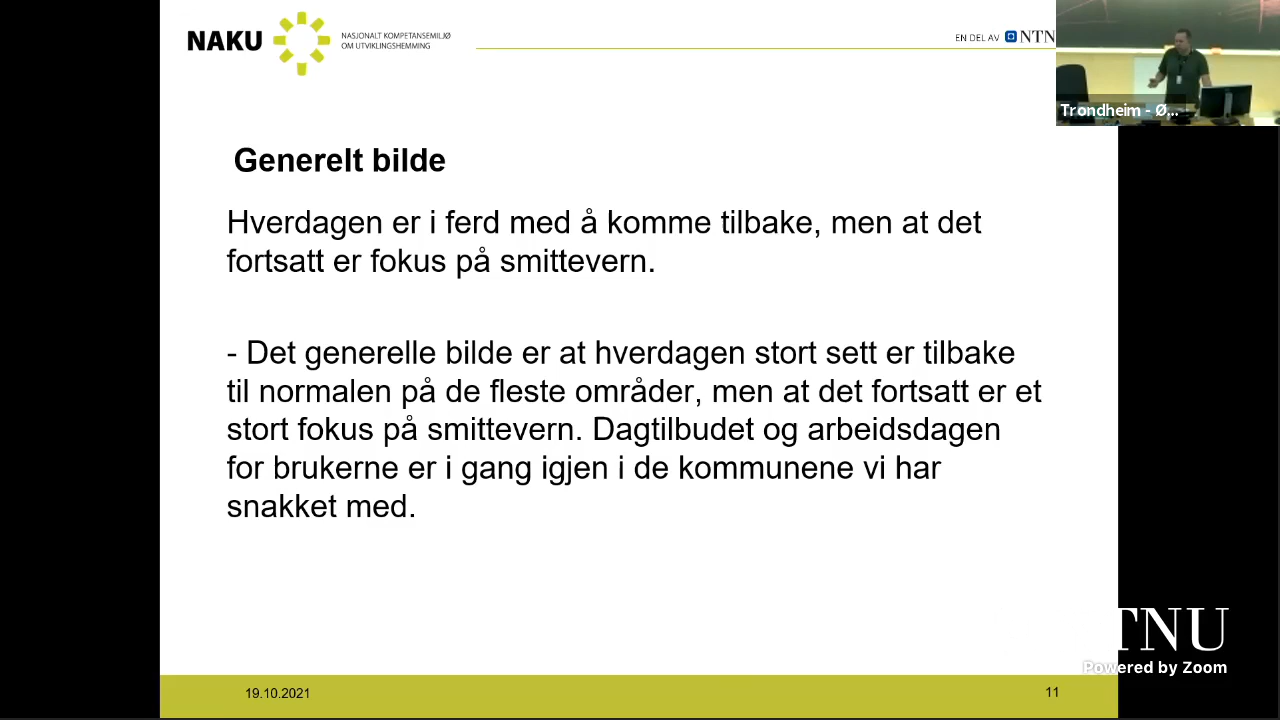 NAKU
NASJONALT KOMPETANSEMILJØ
OM UTVIKLINGSHEMMING
EN DEL AV NTN
Trondheim - Ø...
Generelt bilde
Hverdagen er i ferd med å komme tilbake, men at det
fortsatt er fokus på smittevern.
- Det generelle bilde er at hverdagen stort sett er tilbake
til normalen på de fleste områder, men at det fortsatt er et
stort fokus på smittevern. Dagtilbudet og arbeidsdagen
for brukerne er i gang igjen i de kommunene vi har
snakket med.
TNU
Powered by Zoom
19.10.2021
11